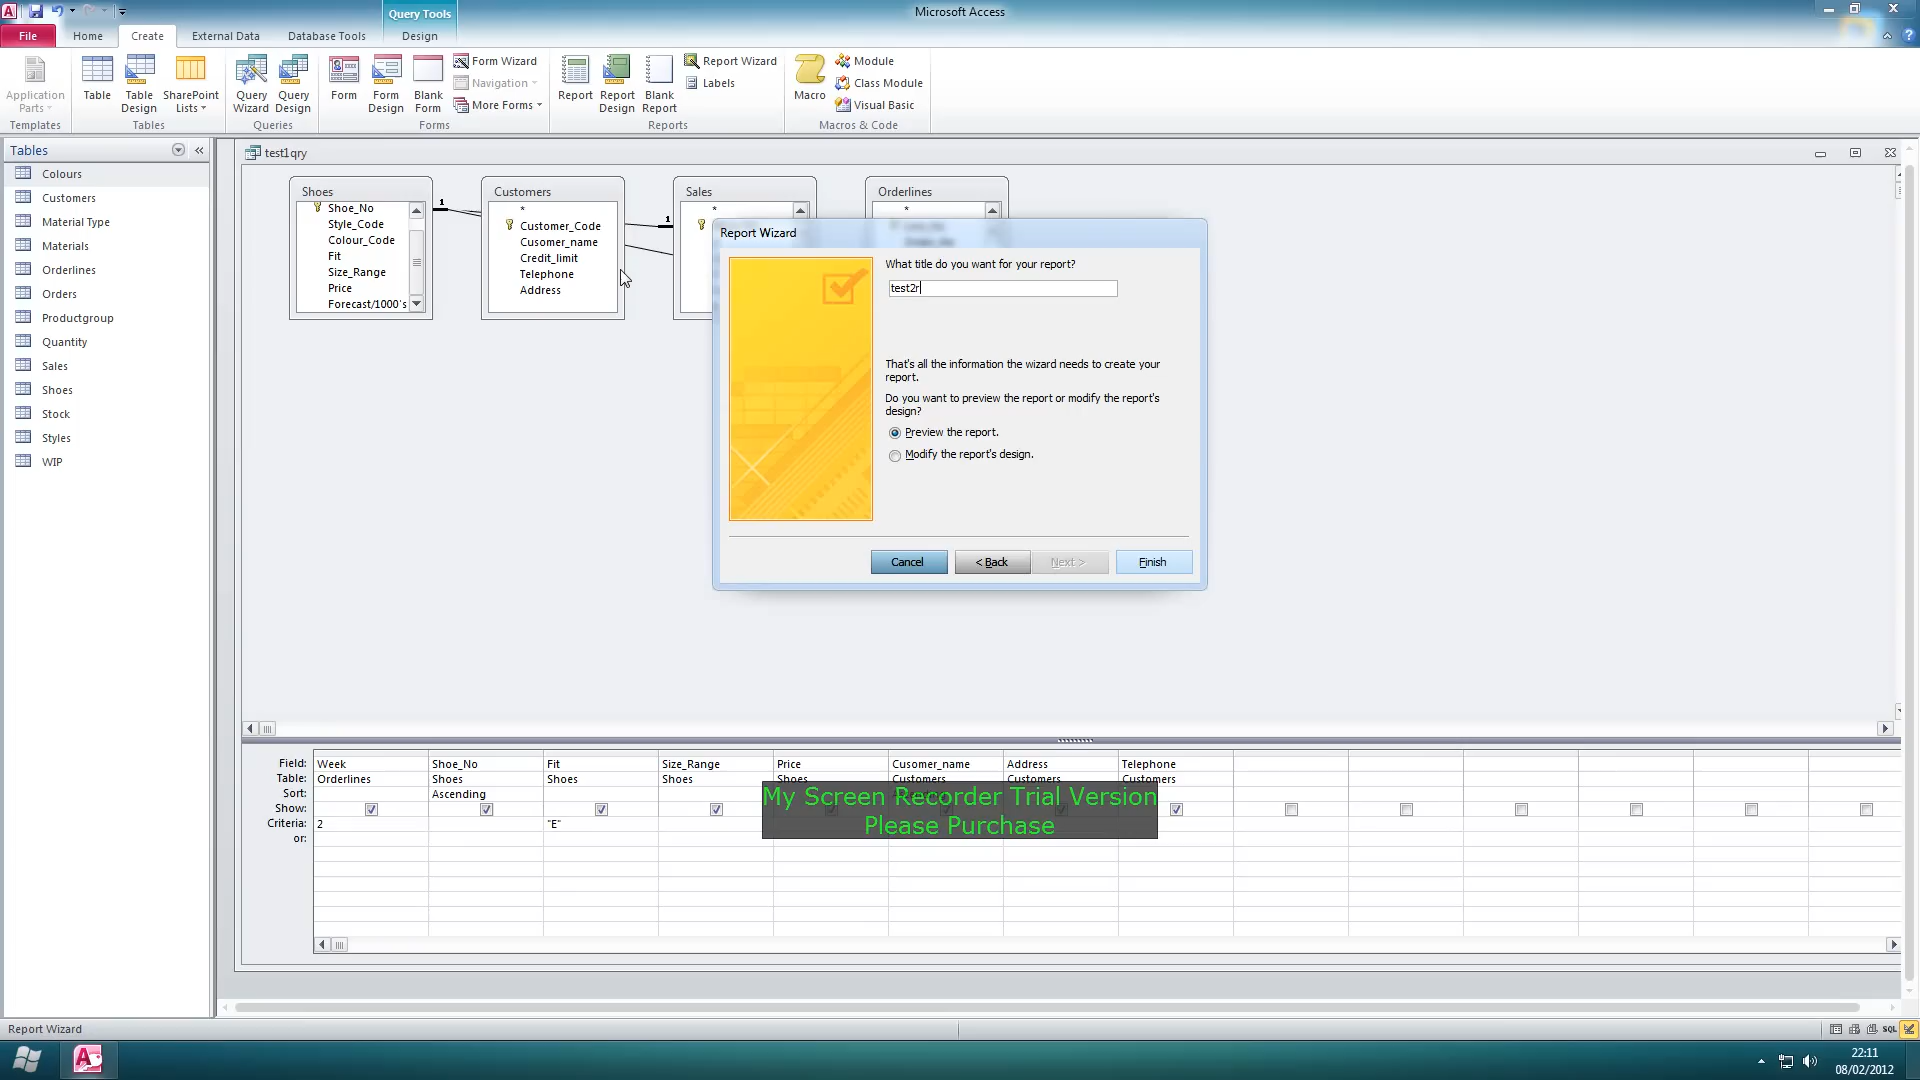 Query Tools
Microsoft Access
File
Home
Create
External Data
Database Tools
Design
Application Parts
Templates
Table
Table Design
SharePoint Lists
Tables
Query Wizard
Query Design
Queries
Form
Form Design
Blank Form
Form Wizard
Navigation
More Forms
Forms
Report
Report Design
Blank Report
Report Wizard
Labels
Reports
Macro
Module
Class Module
Visual Basic
Macros & Code
Tables
Colours
Customers
Material Type
Materials
Orderlines
Orders
Productgroup
Quantity
Sales
Shoes
Stock
Styles
WIP
test1qry
Shoes
Shoe_No
Style_Code
Colour_Code
Fit
Size_Range
Price
Forecast/1000's
1
Customers
*
Customer_Code
Cusomer_name
Credit_limit
Telephone
Address
1
Sales
*
Orderlines
*
Report Wizard
What title do you want for your report?
test2r
That's all the information the wizard needs to create your
report.
Do you want to preview the report or modify the report's
design?
Preview the report.
Modify the report's design.
Cancel
< Back
Next >
Finish
Field: Week Shoe_No Fit Size_Range Price Cusomer_name Address Telephone
Table: Orderlines Shoes Shoes Shoes Shoes Customers Customers Customers
Sort: Ascending
Show:
Criteria: 2 "E"
or:
My Screen Recorder Trial Version
Please Purchase
Report Wizard
SQL
22:11
08/02/2012